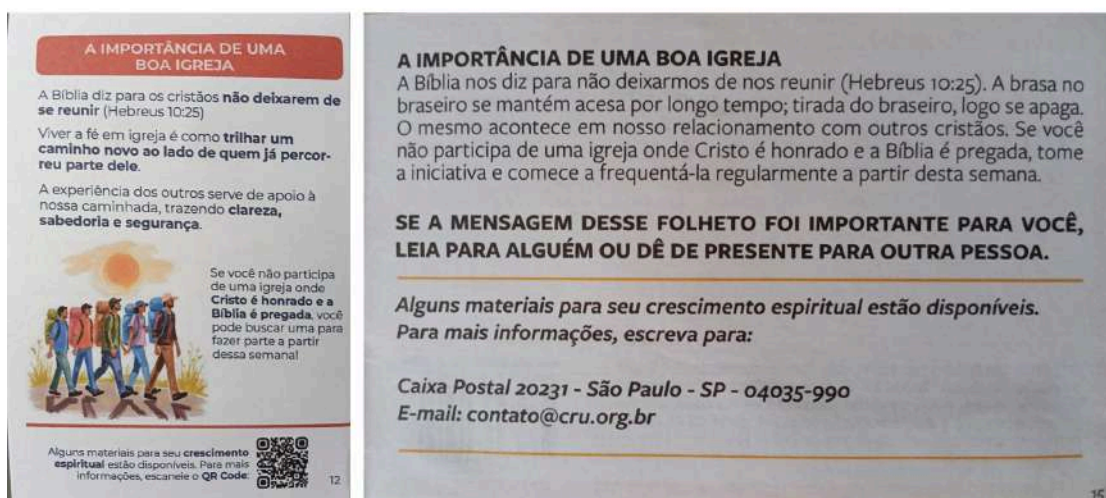 A IMPORTÂNCIA DE UMA
BOA IGREJA
A Bíblia diz para os cristãos não deixarem de
se reunir (Hebreus 10:25)
Viver a fé em igreja é como trilhar um
caminho novo ao lado de quem já percor-
reu parte dele.
A experiência dos outros serve de apoio à
nossa caminhada, trazendo clareza,
sabedoria e segurança.
Se você não participa
de uma igreja onde
Cristo é honrado e a
Bíblia é pregada, você
pode buscar uma para
fazer parte a partir
dessa semana!
Alguns materiais para seu crescimento
espiritual estão disponíveis. Para mais
informações, escaneie o QR Code:
12
A IMPORTÂNCIA DE UMA BOA IGREJA
A Bíblia nos diz para não deixarmos de nos reunir (Hebreus 10:25). A brasa no
braseiro se mantém acesa por longo tempo; tirada do braseiro, logo se apaga.
O mesmo acontece em nosso relacionamento com outros cristãos. Se você
não participa de uma igreja onde Cristo é honrado e a Bíblia é pregada, tome
a iniciativa e comece a frequentá-la regularmente a partir desta semana.
SE A MENSAGEM DESSE FOLHETO FOI IMPORTANTE PARA VOCÊ,
LEIA PARA ALGUÉM OU DÊ DE PRESENTE PARA OUTRA PESSOA.
Alguns materiais para seu crescimento espiritual estão disponíveis.
Para mais informações, escreva para:
Caixa Postal 20231 - São Paulo - SP - 04035-990
E-mail: contato@cru.org.br